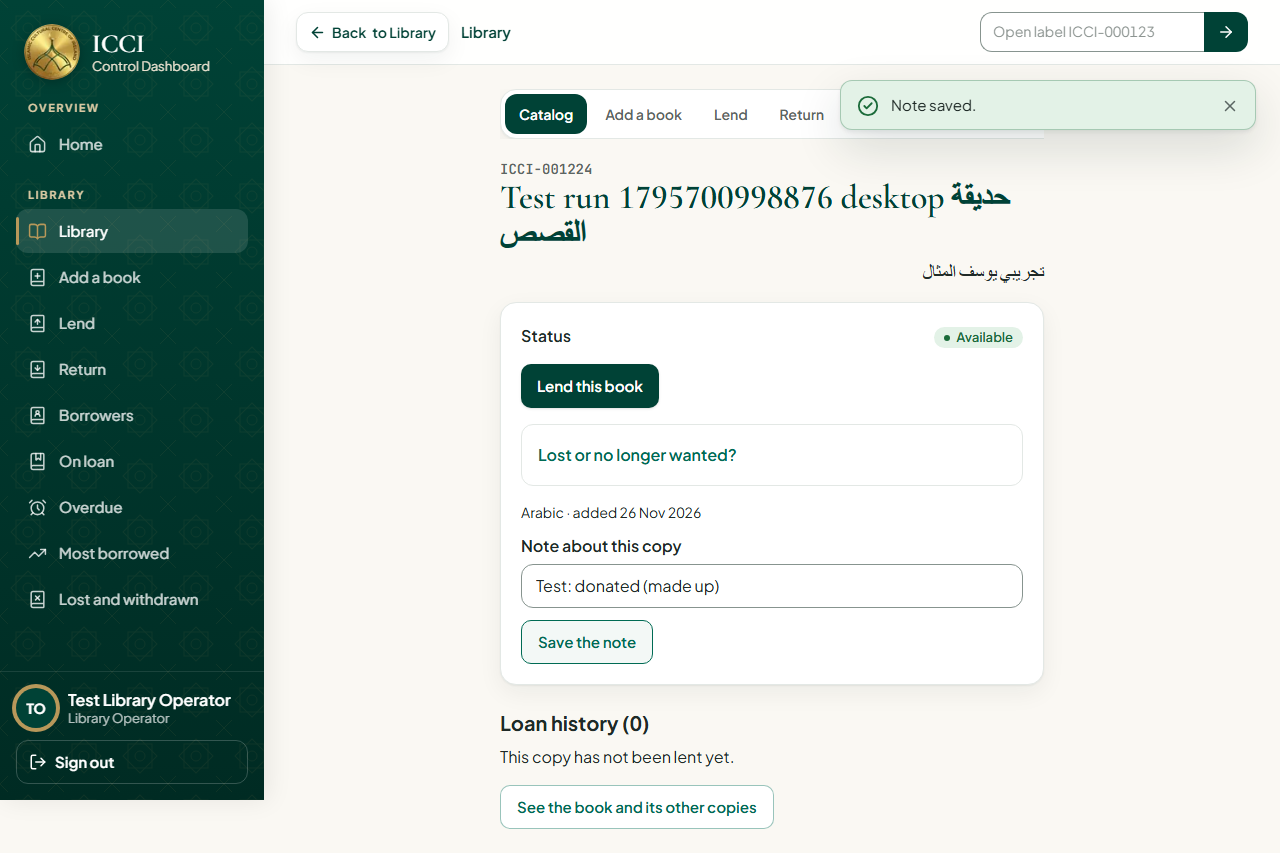 ICCI
Control Dashboard
OVERVIEW
Home
LIBRARY
Library
Add a book
Lend
Return
Borrowers
On loan
Overdue
Most borrowed
Lost and withdrawn
TO
Test Library Operator
Library Operator
Sign out
Back to Library
Library
Open label ICCI-000123
Note saved.
Catalog
Add a book
Lend
Return
ICCI-001224
Test run 1795700998876 desktop حديقة
القصص
تجريبي يوسف المثال
Status
Available
Lend this book
Lost or no longer wanted?
Arabic · added 26 Nov 2026
Note about this copy
Test: donated (made up)
Save the note
Loan history (0)
This copy has not been lent yet.
See the book and its other copies